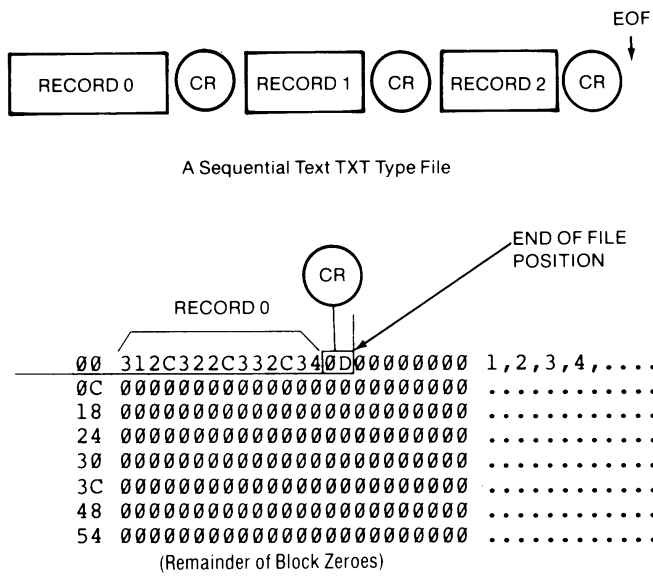 EOF
RECORD 0 CR RECORD 1 CR RECORD 2 CR
A Sequential Text TXT Type File
END OF FILE
POSITION
CR
RECORD 0
00 312C322C332C340D00000000 1,2,3,4,....
0C 000000000000000000000000 ............
18 000000000000000000000000 ............
24 000000000000000000000000 ............
30 000000000000000000000000 ............
3C 000000000000000000000000 ............
48 000000000000000000000000 ............
54 000000000000000000000000 ............
(Remainder of Block Zeroes)